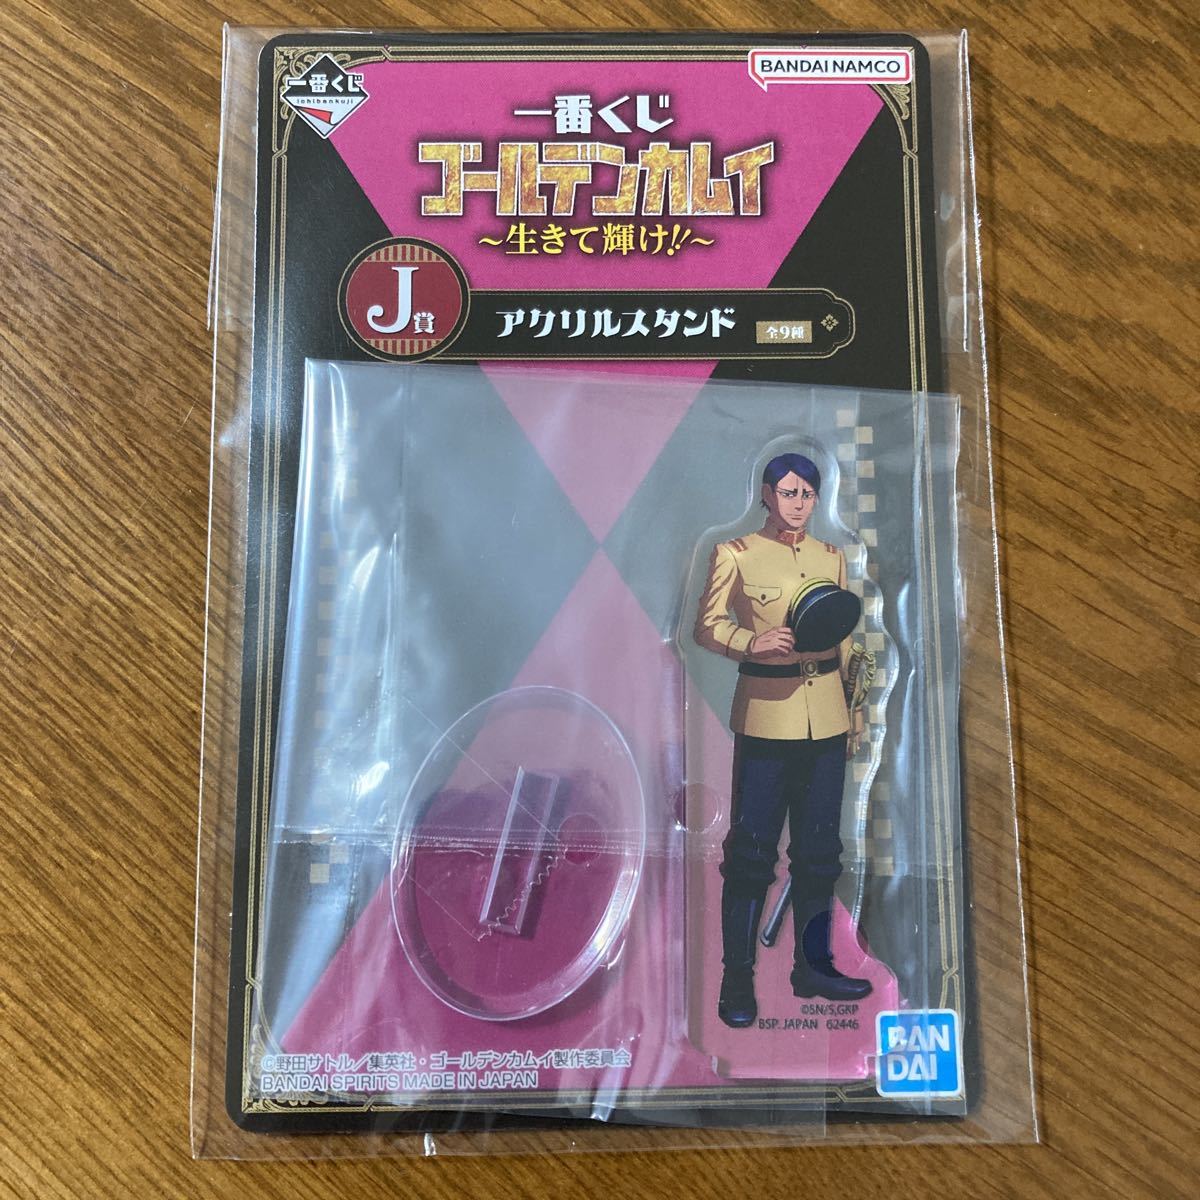 一番くじ
ichibankuji
BANDAI NAMCO
一番くじ
ゴールデンカムイ
～生きて輝け!!～
J賞
アクリルスタンド
全9種
©SN/S,GKP
BSP. JAPAN 62446
©野田サトル／集英社・ゴールデンカムイ製作委員会
BANDAI SPIRITS MADE IN JAPAN
BAN
DAI